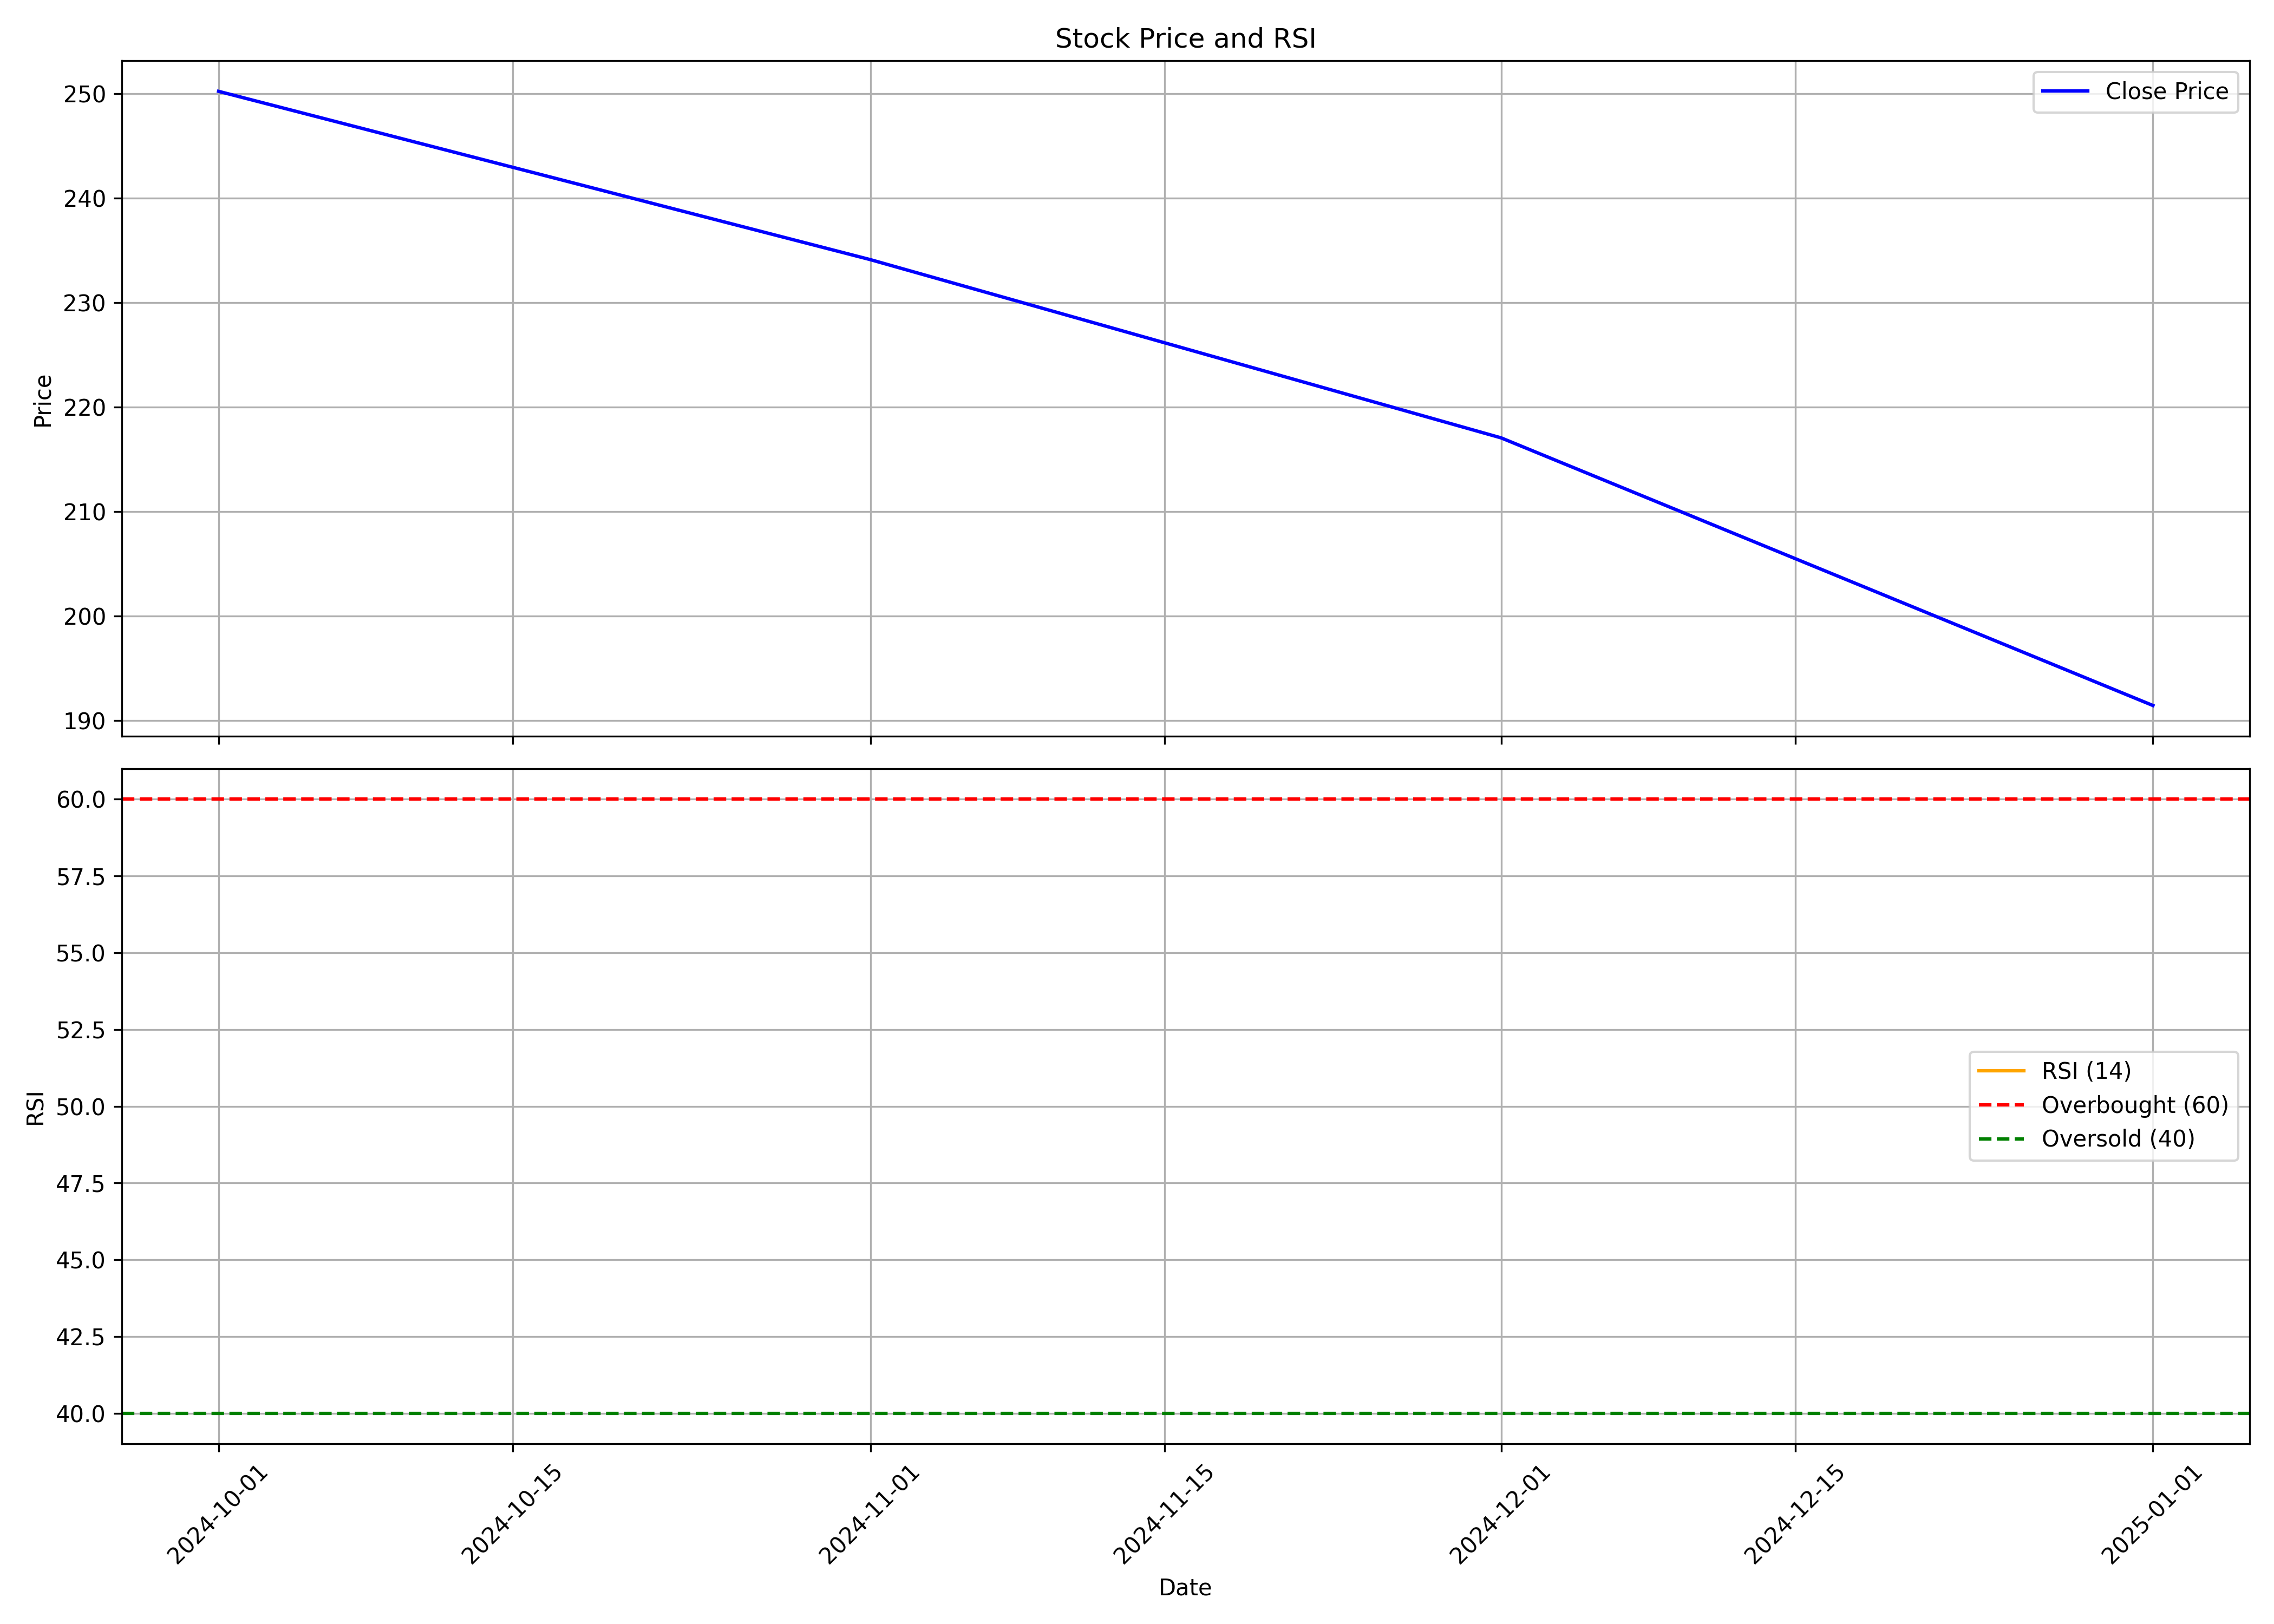 Stock Price and RSI
Close Price
Price
250
240
230
220
210
200
190
RSI
60.0
57.5
55.0
52.5
50.0
47.5
45.0
42.5
40.0
RSI (14)
Overbought (60)
Oversold (40)
2024-10-01
2024-10-15
2024-11-01
2024-11-15
2024-12-01
2024-12-15
2025-01-01
Date